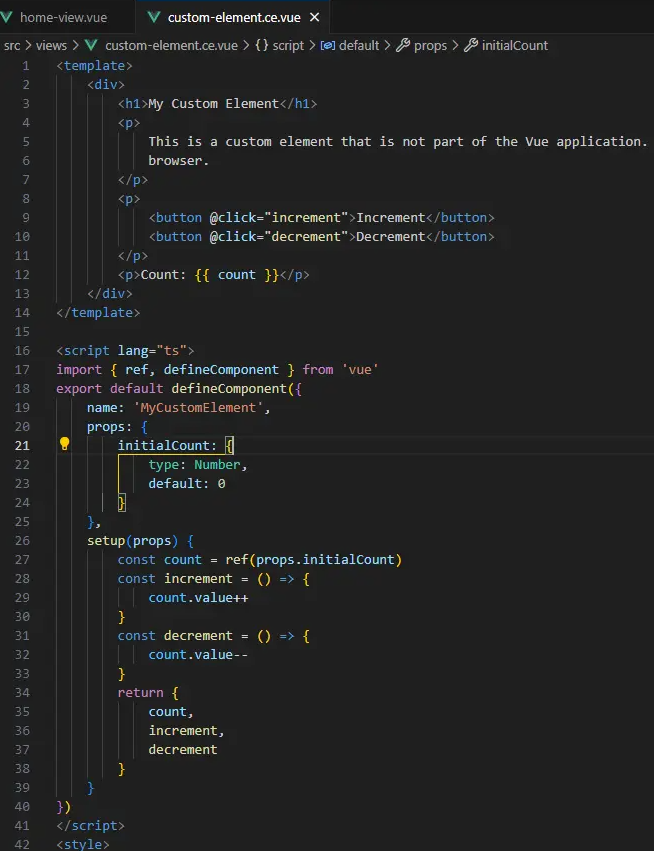 home-view.vue custom-element.ce.vue ×
src > views > custom-element.ce.vue > {} script > default > props > initialCount
1 <template>
2 <div>
3 <h1>My Custom Element</h1>
4 <p>
5 This is a custom element that is not part of the Vue application.
6 browser.
7 </p>
8 <p>
9 <button @click="increment">Increment</button>
10 <button @click="decrement">Decrement</button>
11 </p>
12 <p>Count: {{ count }}</p>
13 </div>
14 </template>
15
16 <script lang="ts">
17 import { ref, defineComponent } from 'vue'
18 export default defineComponent({
19 name: 'MyCustomElement',
20 props: {
21 initialCount: {
22 type: Number,
23 default: 0
24 }
25 },
26 setup(props) {
27 const count = ref(props.initialCount)
28 const increment = () => {
29 count.value++
30 }
31 const decrement = () => {
32 count.value--
33 }
34 return {
35 count,
36 increment,
37 decrement
38 }
39 }
40 })
41 </script>
42 <style>